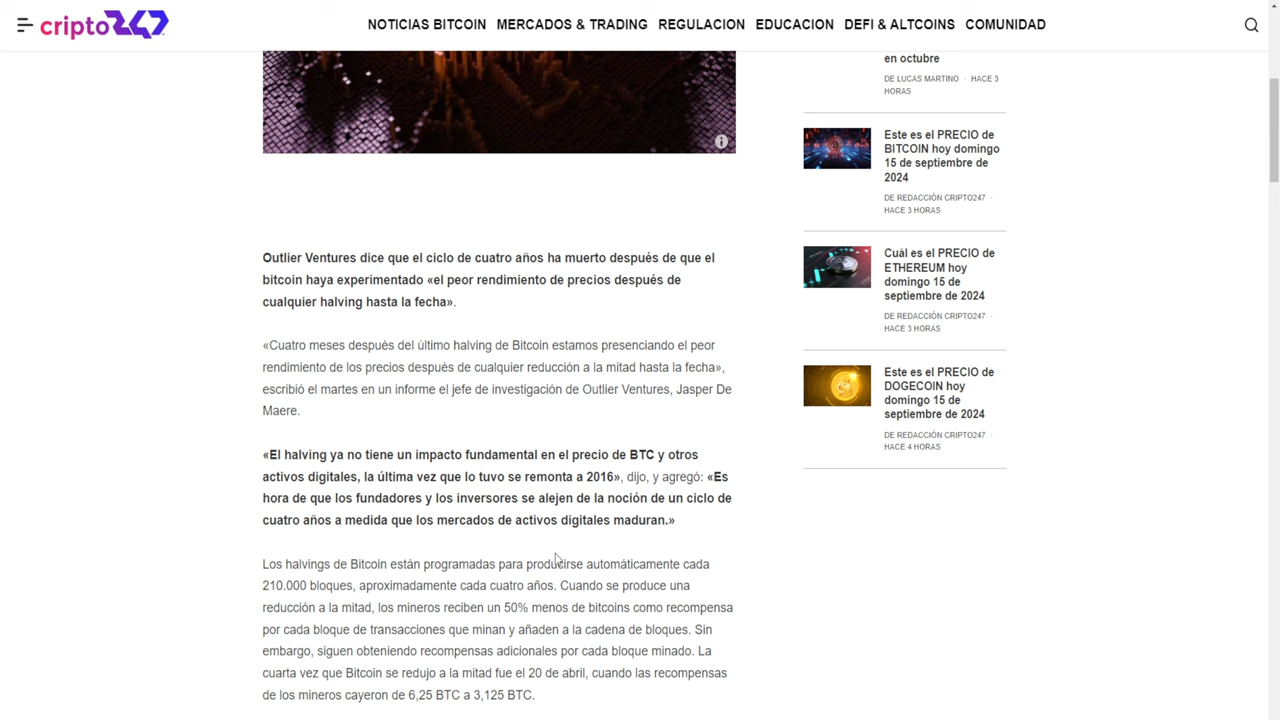 cripto247
NOTICIAS BITCOIN MERCADOS & TRADING REGULACION EDUCACION DEFI & ALTCOINS COMUNIDAD
Outlier Ventures dice que el ciclo de cuatro años ha muerto después de que el
bitcoin haya experimentado «el peor rendimiento de precios después de
cualquier halving hasta la fecha».
«Cuatro meses después del último halving de Bitcoin estamos presenciando el peor
rendimiento de los precios después de cualquier reducción a la mitad hasta la fecha»,
escribió el martes en un informe el jefe de investigación de Outlier Ventures, Jasper De
Maere.
«El halving ya no tiene un impacto fundamental en el precio de BTC y otros
activos digitales, la última vez que lo tuvo se remonta a 2016», dijo, y agregó: «Es
hora de que los fundadores y los inversores se alejen de la noción de un ciclo de
cuatro años a medida que los mercados de activos digitales maduran.»
Los halvings de Bitcoin están programadas para producirse automáticamente cada
210.000 bloques, aproximadamente cada cuatro años. Cuando se produce una
reducción a la mitad, los mineros reciben un 50% menos de bitcoins como recompensa
por cada bloque de transacciones que minan y añaden a la cadena de bloques. Sin
embargo, siguen obteniendo recompensas adicionales por cada bloque minado. La
cuarta vez que Bitcoin se redujo a la mitad fue el 20 de abril, cuando las recompensas
de los mineros cayeron de 6,25 BTC a 3,125 BTC.
en octubre
DE LUCAS MARTINO · HACE 3
HORAS
Este es el PRECIO de
BITCOIN hoy domingo
15 de septiembre de
2024
DE REDACCIÓN CRIPTO247 ·
HACE 3 HORAS
Cuál es el PRECIO de
ETHEREUM hoy
domingo 15 de
septiembre de 2024
DE REDACCIÓN CRIPTO247 ·
HACE 3 HORAS
Este es el PRECIO de
DOGECOIN hoy
domingo 15 de
septiembre de 2024
DE REDACCIÓN CRIPTO247 ·
HACE 4 HORAS